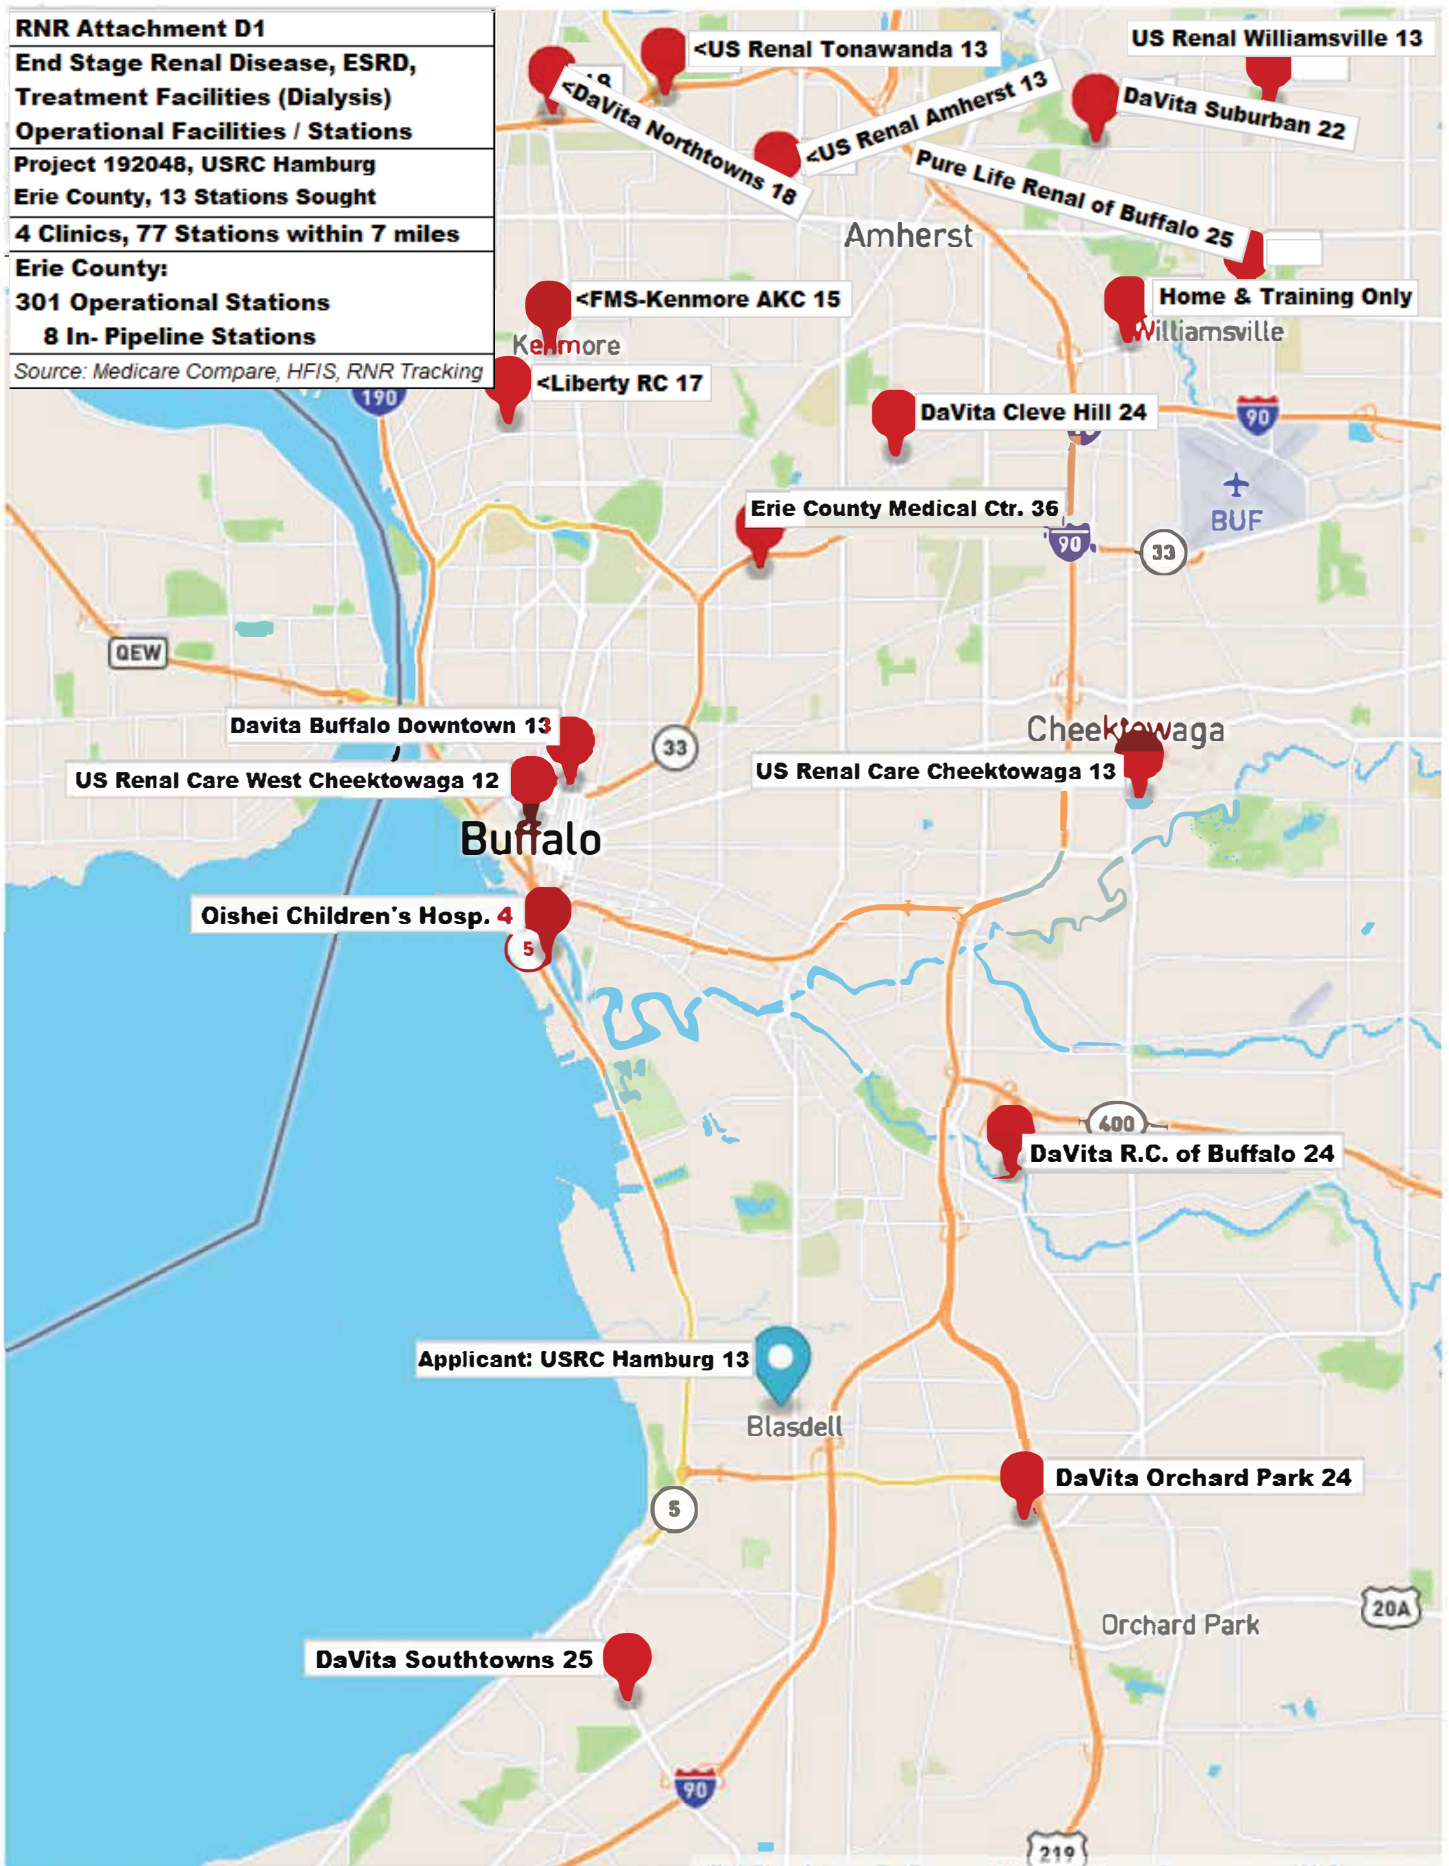 RNR Attachment D1
End Stage Renal Disease, ESRD,
Treatment Facilities (Dialysis)
Operational Facilities / Stations
Project 192048, USRC Hamburg
Erie County, 13 Stations Sought
4 Clinics, 77 Stations within 7 miles
Erie County:
301 Operational Stations
8 In- Pipeline Stations
Source: Medicare Compare, HFIS, RNR Tracking
US Renal Williamsville 13
<US Renal Tonawanda 13
<DaVita Northtowns 18
<US Renal Amherst 13
DaVita Suburban 22
Pure Life Renal of Buffalo 25
Amherst
<FMS-Kenmore AKC 15
Home & Training Only
Kenmore
Williamsville
<Liberty RC 17
190
DaVita Cleve Hill 24
90
Erie County Medical Ctr. 36
BUF
90
33
QEW
Davita Buffalo Downtown 13
33
Cheektowaga
US Renal Care West Cheektowaga 12
US Renal Care Cheektowaga 13
Buffalo
Oishei Children's Hosp. 4
5
400
DaVita R.C. of Buffalo 24
Applicant: USRC Hamburg 13
Blasdell
DaVita Orchard Park 24
5
20A
Orchard Park
DaVita Southtowns 25
90
219